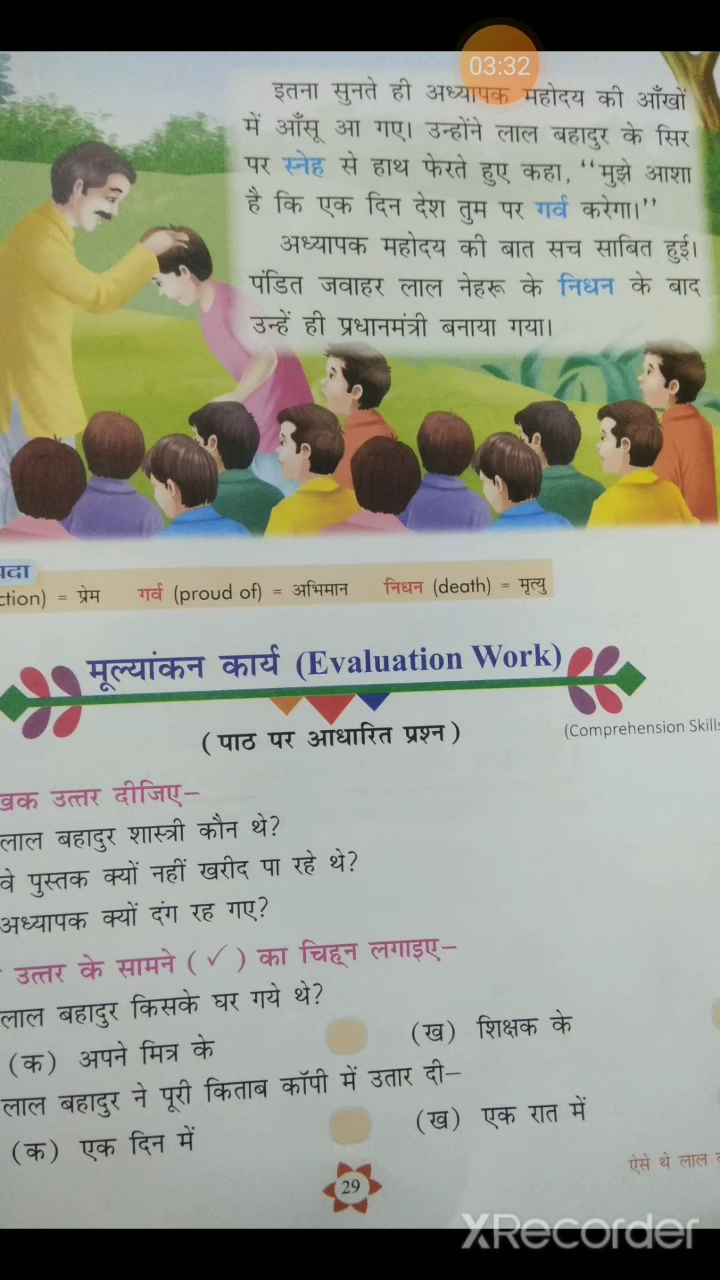 03:32
इतना सुनते ही अध्यापक महोदय की आँखों
में आँसू आ गए। उन्होंने लाल बहादुर के सिर
पर स्नेह से हाथ फेरते हुए कहा, ‘‘मुझे आशा
है कि एक दिन देश तुम पर गर्व करेगा।’’
अध्यापक महोदय की बात सच साबित हुई।
पंडित जवाहर लाल नेहरू के निधन के बाद
उन्हें ही प्रधानमंत्री बनाया गया।
ction) = प्रेम गर्व (proud of) = अभिमान निधन (death) = मृत्यु
मूल्यांकन कार्य (Evaluation Work)
(पाठ पर आधारित प्रश्न)
(Comprehension Skills
उत्तर दीजिए–
लाल बहादुर शास्त्री कौन थे?
वे पुस्तक क्यों नहीं खरीद पा रहे थे?
अध्यापक क्यों दंग रह गए?
उत्तर के सामने (✓) का चिह्न लगाइए–
लाल बहादुर किसके घर गये थे?
(क) अपने मित्र के (ख) शिक्षक के
लाल बहादुर ने पूरी किताब कॉपी में उतार दी–
(क) एक दिन में (ख) एक रात में
29
ऐसे थे लाल
XRecorder